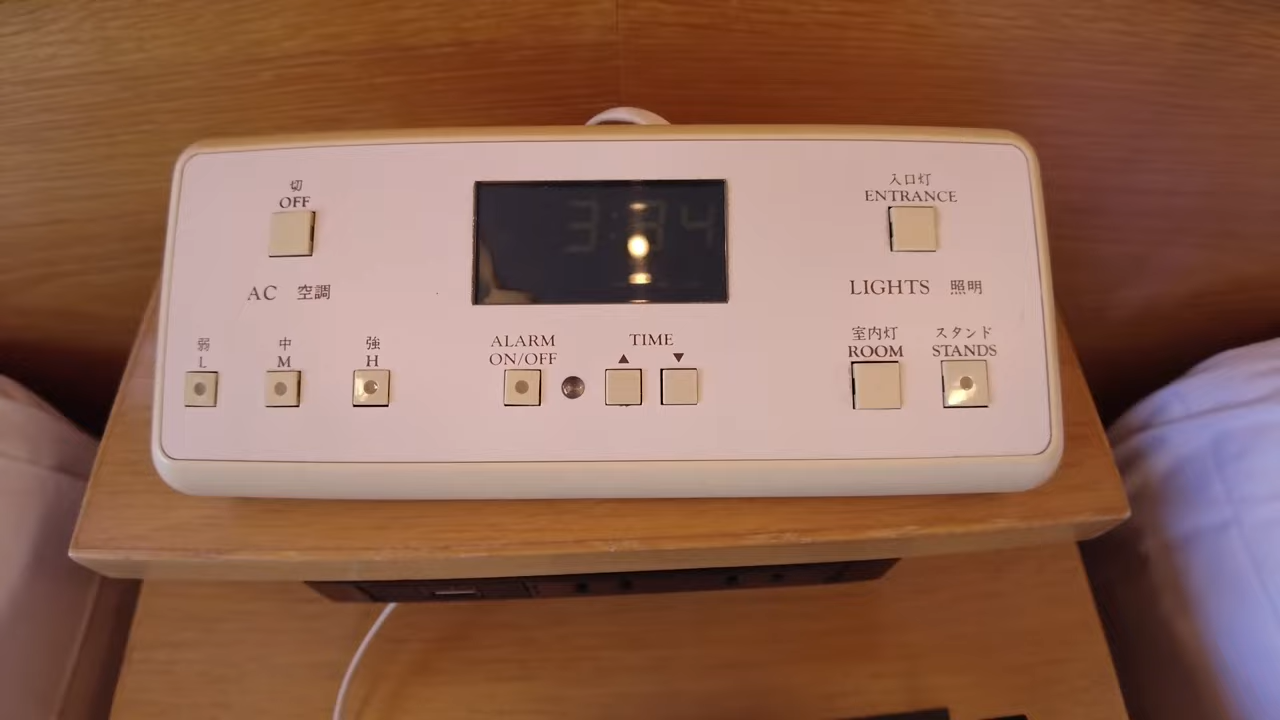 切
OFF
AC 空調
弱
L
中
M
強
H
ALARM
ON/OFF
TIME
▲ ▼
入口灯
ENTRANCE
LIGHTS 照明
室内灯
ROOM
スタンド
STANDS